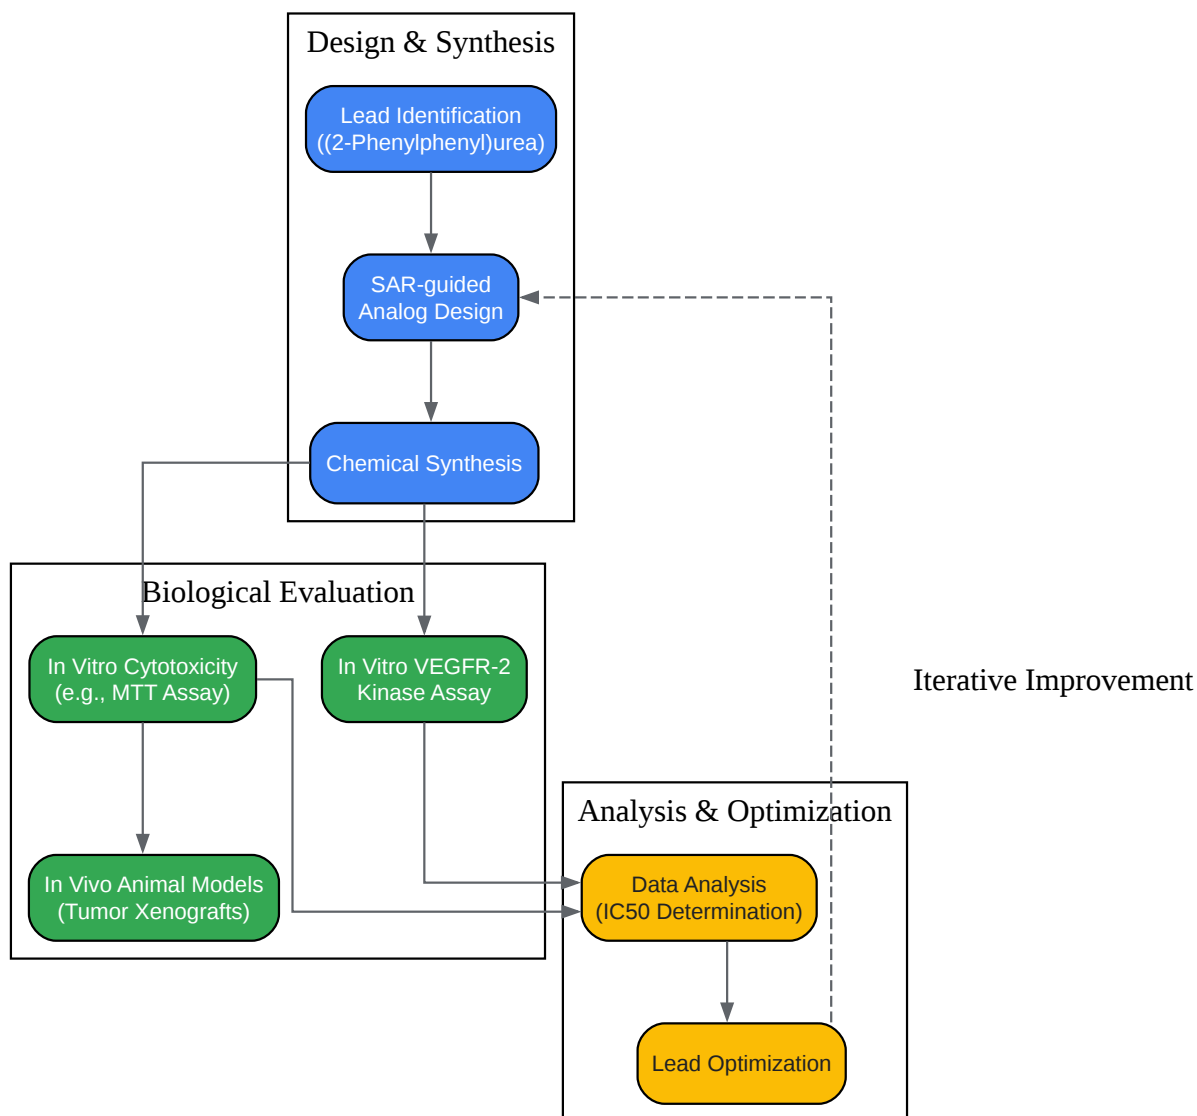 Design & Synthesis
Lead Identification
((2-Phenylphenyl)urea)
SAR-guided
Analog Design
Chemical Synthesis
Biological Evaluation
In Vitro Cytotoxicity
(e.g., MTT Assay)
In Vitro VEGFR-2
Kinase Assay
Iterative Improvement
In Vivo Animal Models
(Tumor Xenografts)
Analysis & Optimization
Data Analysis
(IC50 Determination)
Lead Optimization